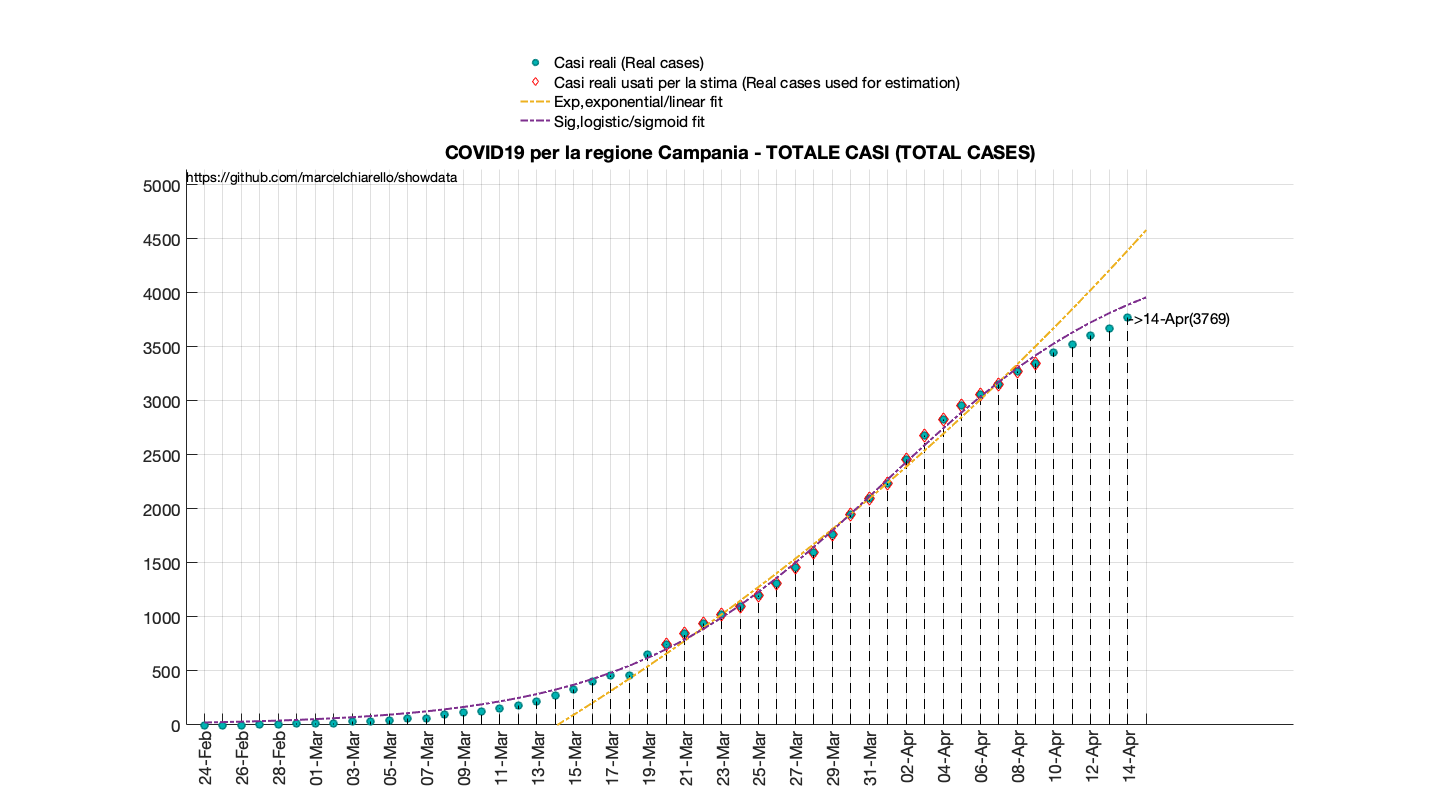 Casi reali (Real cases)
Casi reali usati per la stima (Real cases used for estimation)
Exp,exponential/linear fit
Sig,logistic/sigmoid fit
COVID19 per la regione Campania - TOTALE CASI (TOTAL CASES)
https://github.com/marcelchiarello/showdata
5000
4500
4000
3500
3000
2500
2000
1500
1000
500
0
->14-Apr(3769)
24-Feb
26-Feb
28-Feb
01-Mar
03-Mar
05-Mar
07-Mar
09-Mar
11-Mar
13-Mar
15-Mar
17-Mar
19-Mar
21-Mar
23-Mar
25-Mar
27-Mar
29-Mar
31-Mar
02-Apr
04-Apr
06-Apr
08-Apr
10-Apr
12-Apr
14-Apr